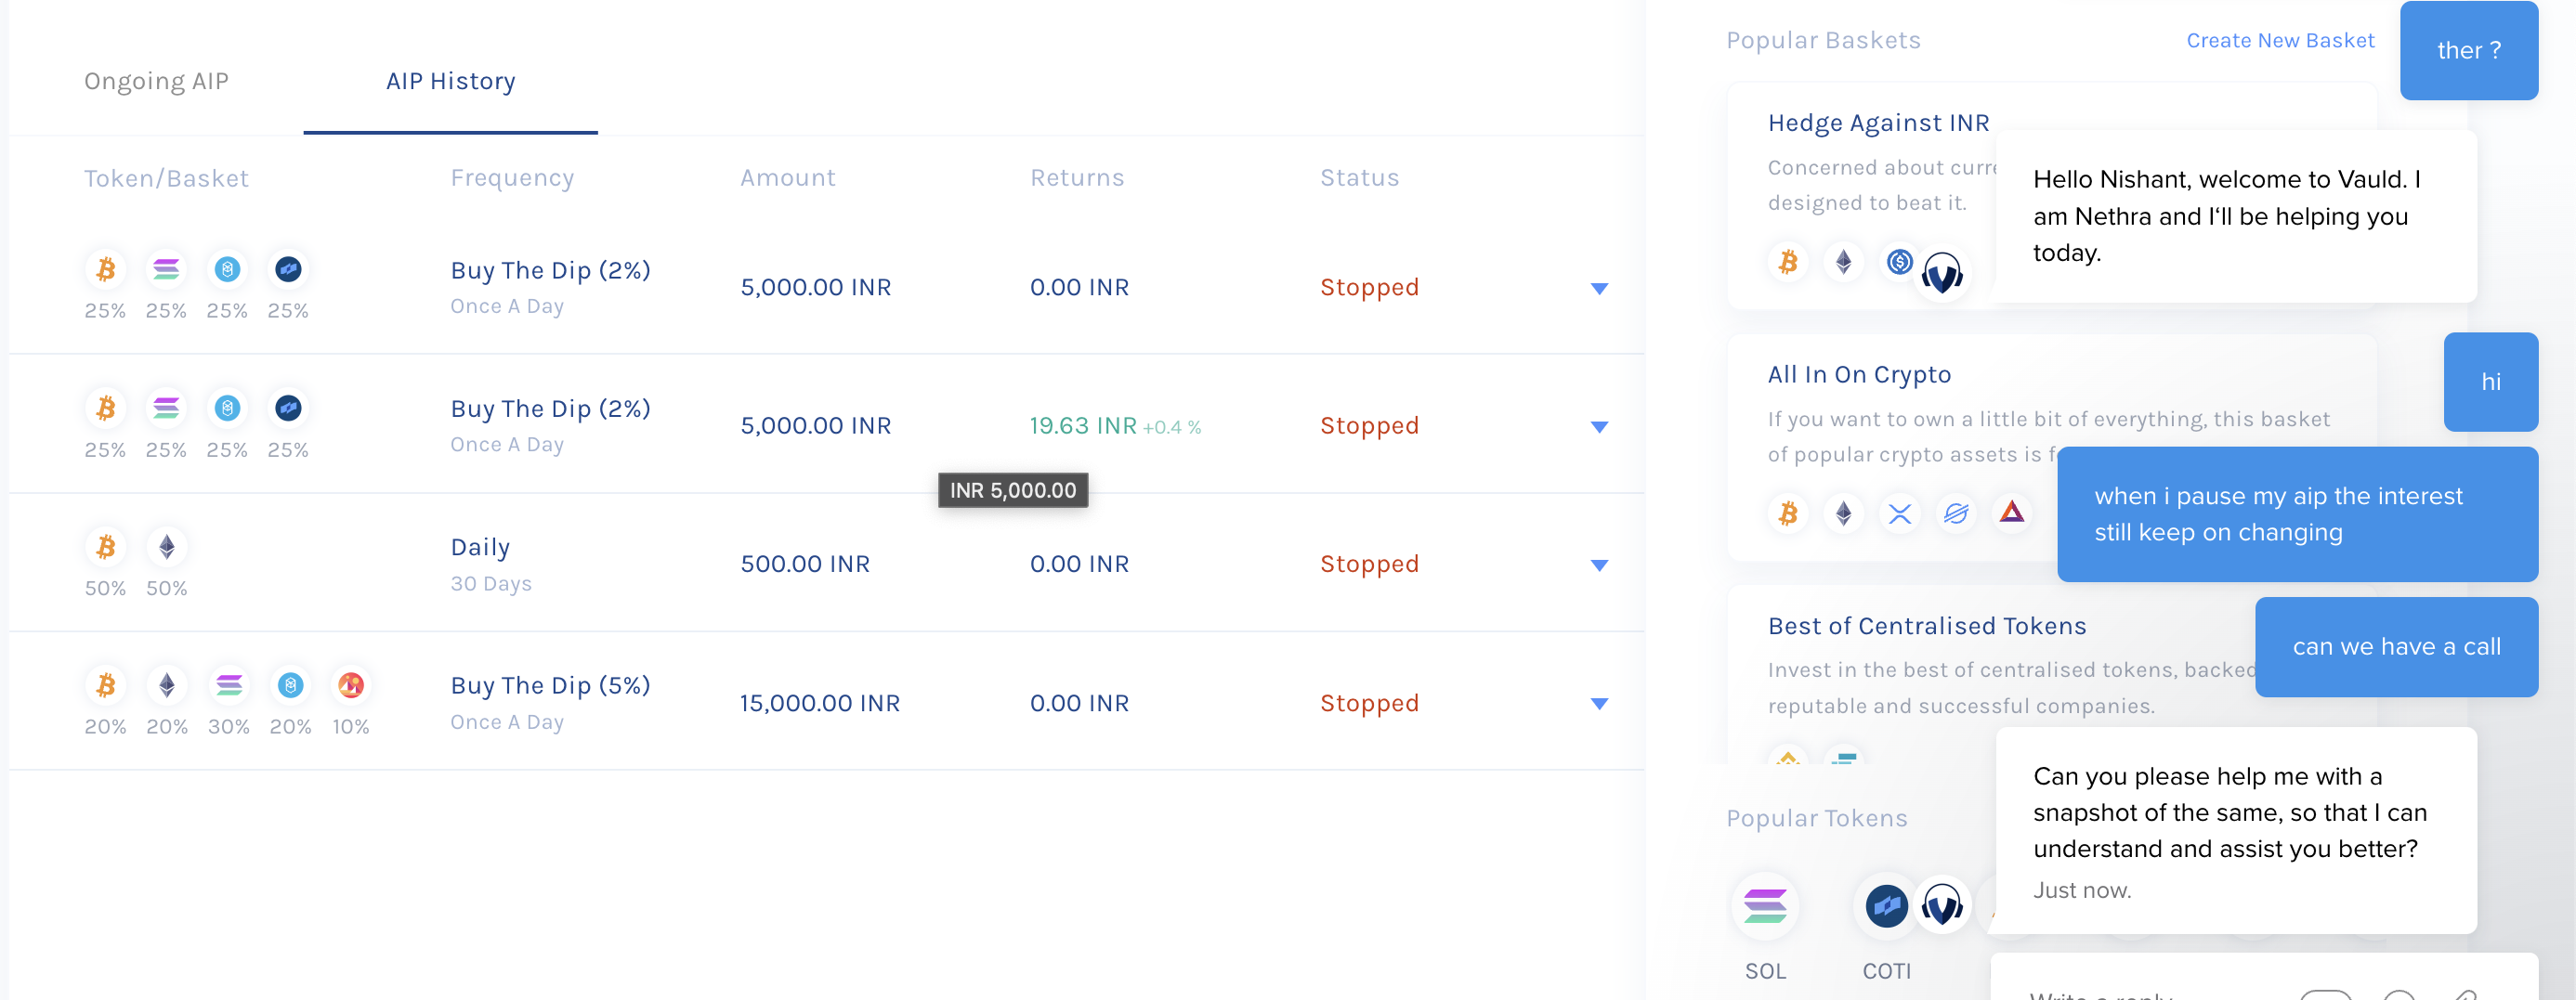 Ongoing AIP
AIP History
Token/Basket Frequency Amount Returns Status
25% 25% 25% 25%
Buy The Dip (2%)
Once A Day
5,000.00 INR
0.00 INR
Stopped
25% 25% 25% 25%
Buy The Dip (2%)
Once A Day
5,000.00 INR
19.63 INR +0.4 %
Stopped
INR 5,000.00
50% 50%
Daily
30 Days
500.00 INR
0.00 INR
Stopped
20% 20% 30% 20% 10%
Buy The Dip (5%)
Once A Day
15,000.00 INR
0.00 INR
Stopped
Popular Baskets
Create New Basket
Hedge Against INR
Concerned about curre
designed to beat it.
All In On Crypto
If you want to own a little bit of everything, this basket
of popular crypto assets is f
Best of Centralised Tokens
Invest in the best of centralised tokens, backed
reputable and successful companies.
Popular Tokens
SOL
COTI
ther ?
Hello Nishant, welcome to Vauld. I
am Nethra and I'll be helping you
today.
hi
when i pause my aip the interest
still keep on changing
can we have a call
Can you please help me with a
snapshot of the same, so that I can
understand and assist you better?
Just now.
Write a reply